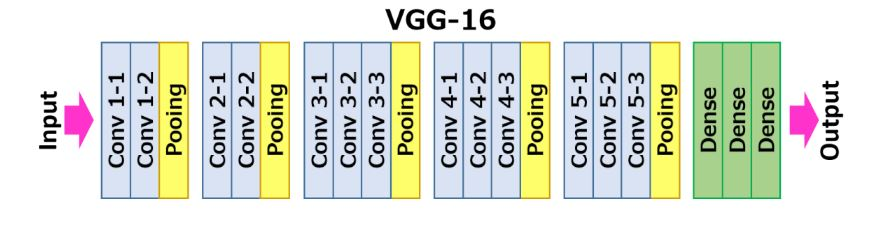 VGG-16
Input
Conv 1-1
Conv 1-2
Pooing
Conv 2-1
Conv 2-2
Pooing
Conv 3-1
Conv 3-2
Conv 3-3
Pooing
Conv 4-1
Conv 4-2
Conv 4-3
Pooing
Conv 5-1
Conv 5-2
Conv 5-3
Pooing
Dense
Dense
Dense
Output